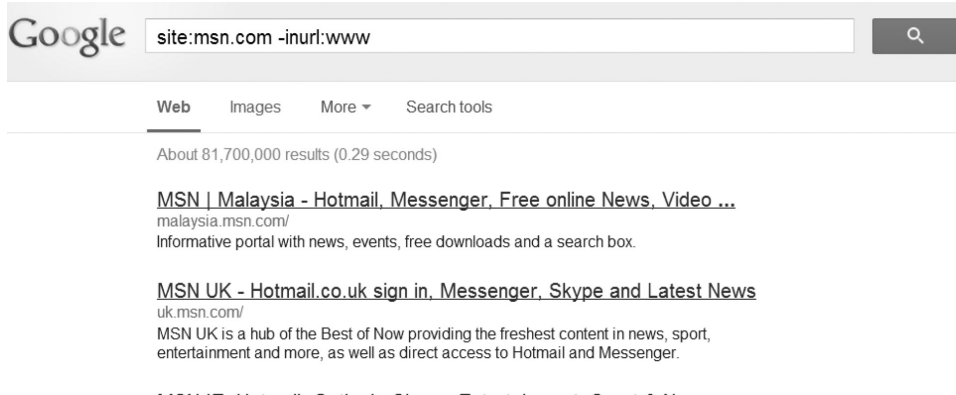 Google site:msn.com -inurl:www
Web Images More Search tools
About 81,700,000 results (0.29 seconds)
MSN | Malaysia - Hotmail, Messenger, Free online News, Video ...
malaysia.msn.com/
Informative portal with news, events, free downloads and a search box.
MSN UK - Hotmail.co.uk sign in, Messenger, Skype and Latest News
uk.msn.com/
MSN UK is a hub of the Best of Now providing the freshest content in news, sport,
entertainment and more, as well as direct access to Hotmail and Messenger.